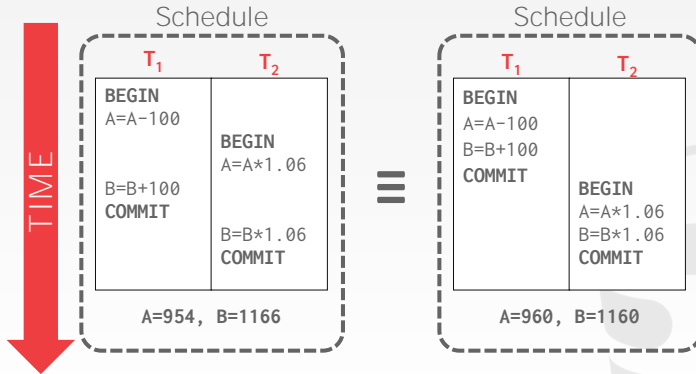 TIME
Schedule
T1 T2
BEGIN
A=A-100
BEGIN
A=A*1.06
B=B+100
COMMIT
B=B*1.06
COMMIT
A=954, B=1166
≡
Schedule
T1 T2
BEGIN
A=A-100
B=B+100
COMMIT
BEGIN
A=A*1.06
B=B*1.06
COMMIT
A=960, B=1160